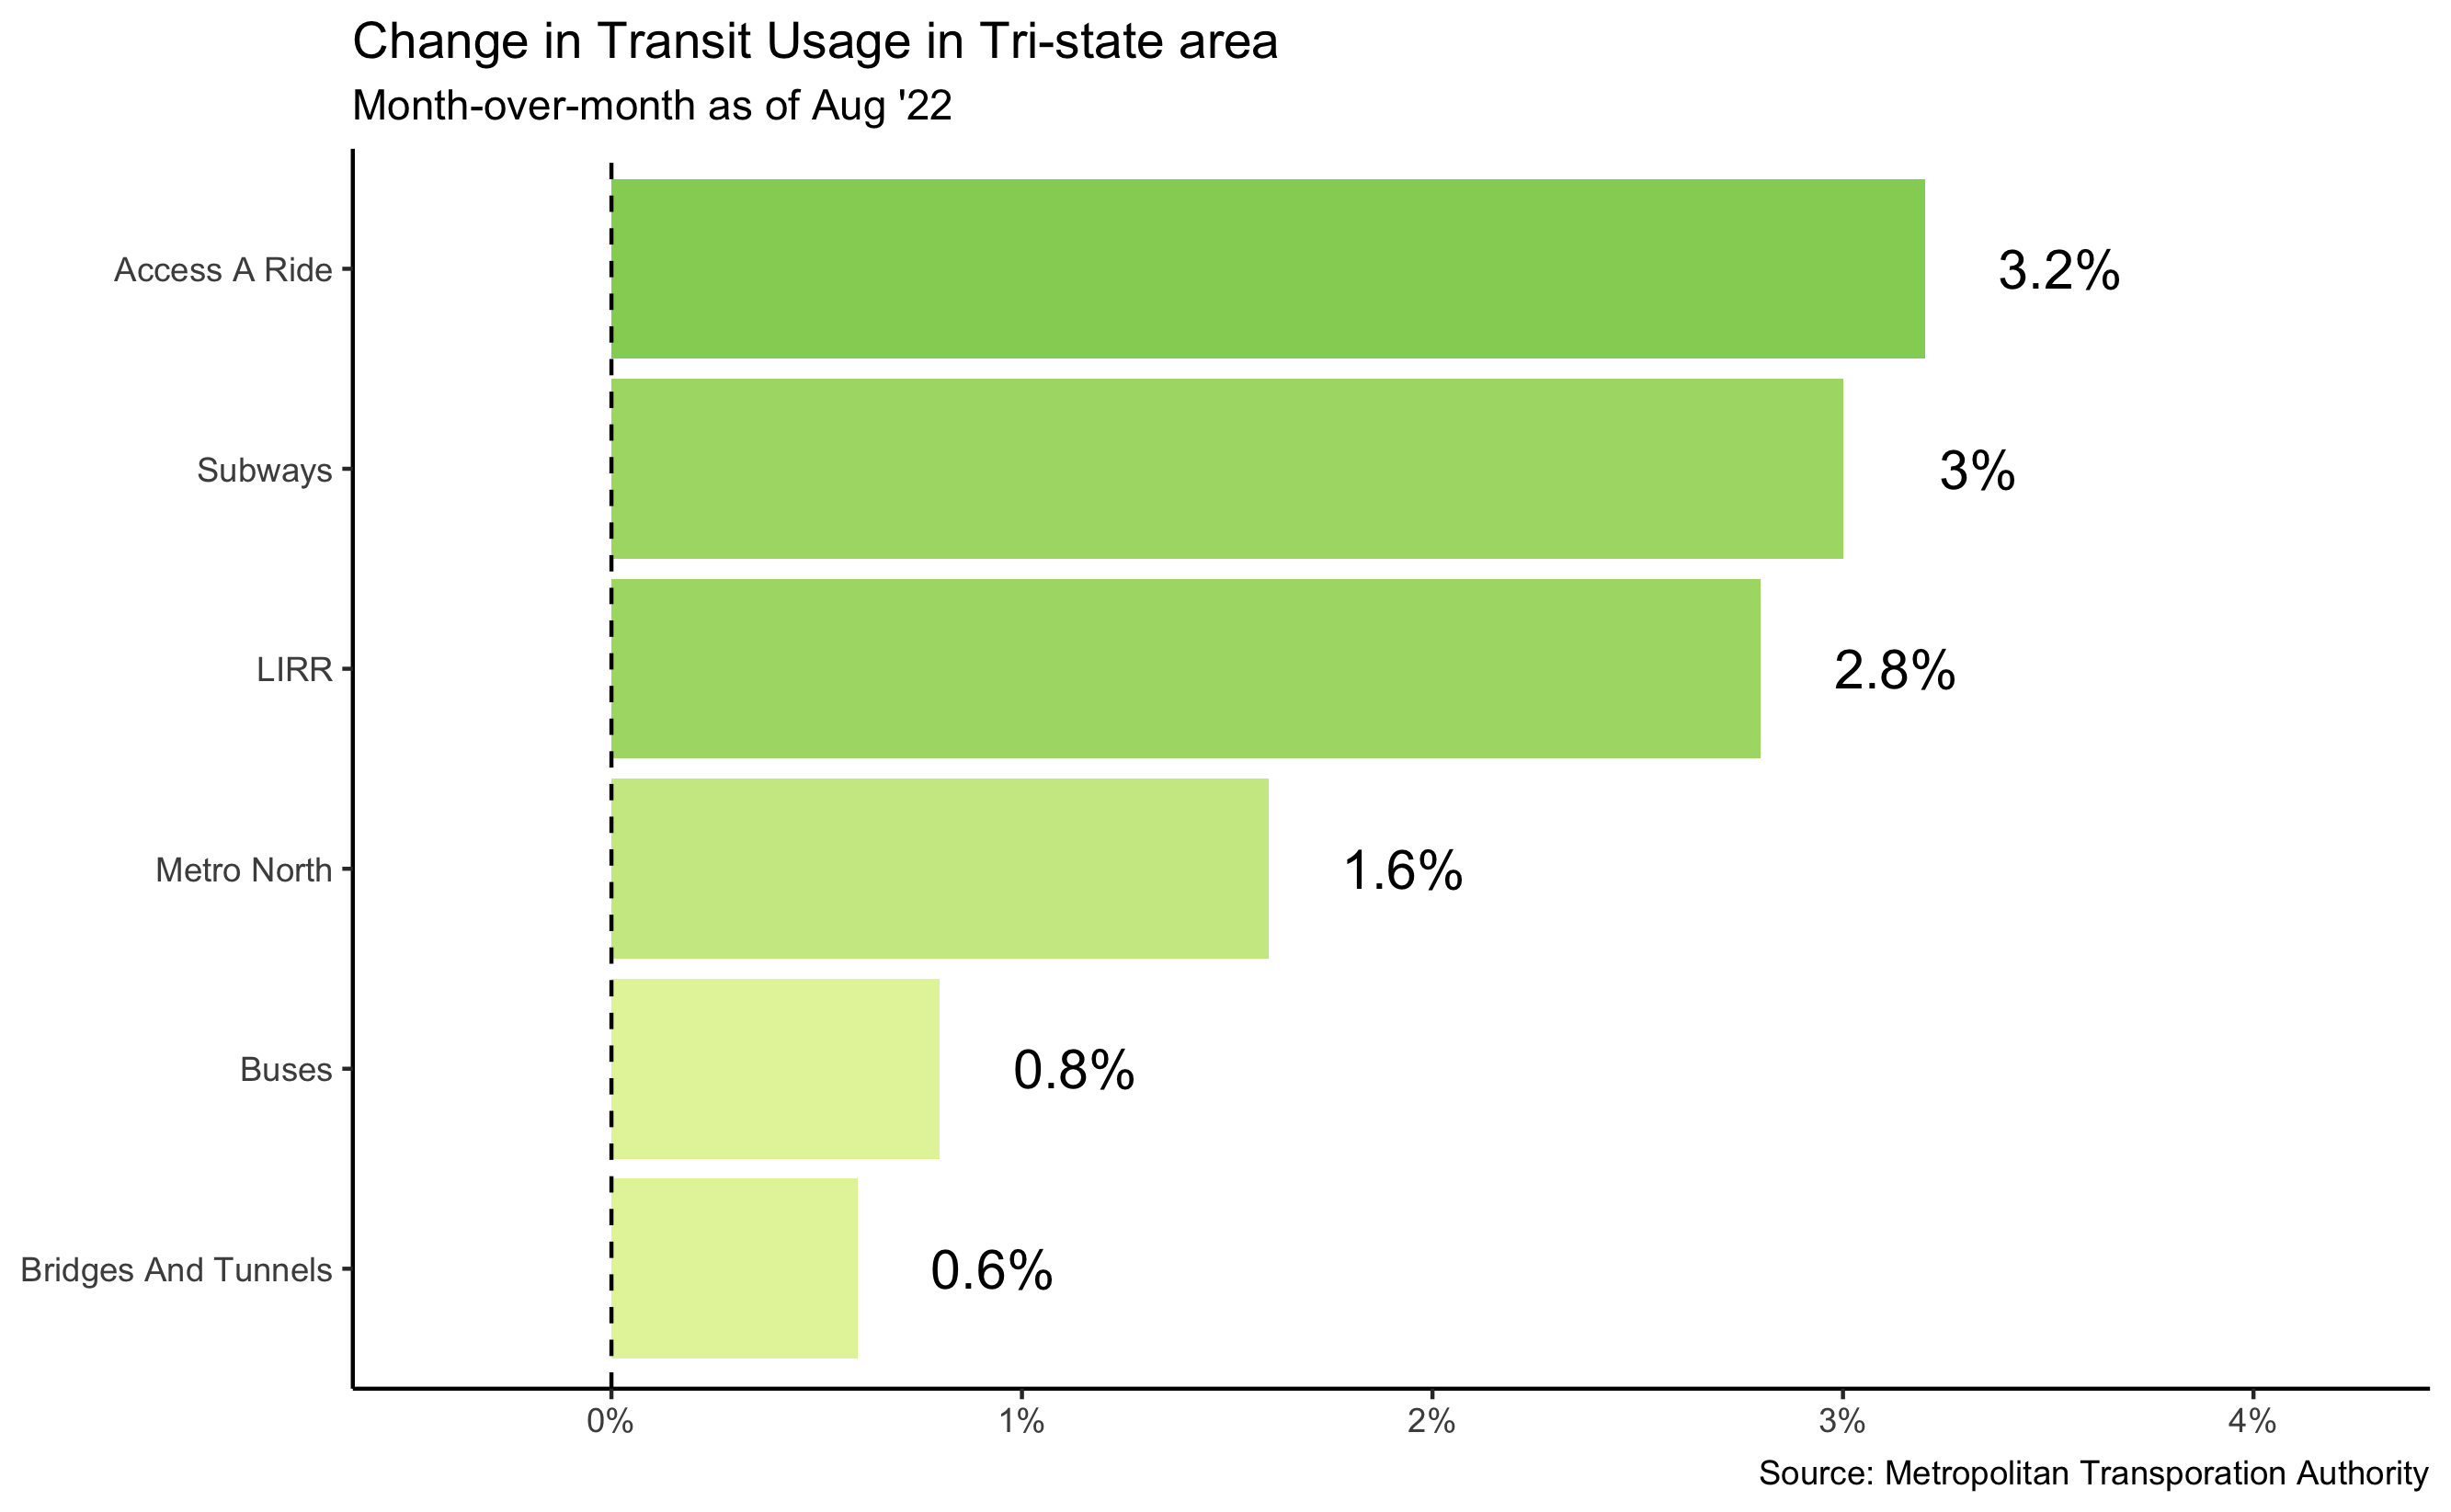 Change in Transit Usage in Tri-state area
Month-over-month as of Aug '22
Access A Ride
3.2%
Subways
3%
LIRR
2.8%
Metro North
1.6%
Buses
0.8%
Bridges And Tunnels
0.6%
0% 1% 2% 3% 4%
Source: Metropolitan Transporation Authority